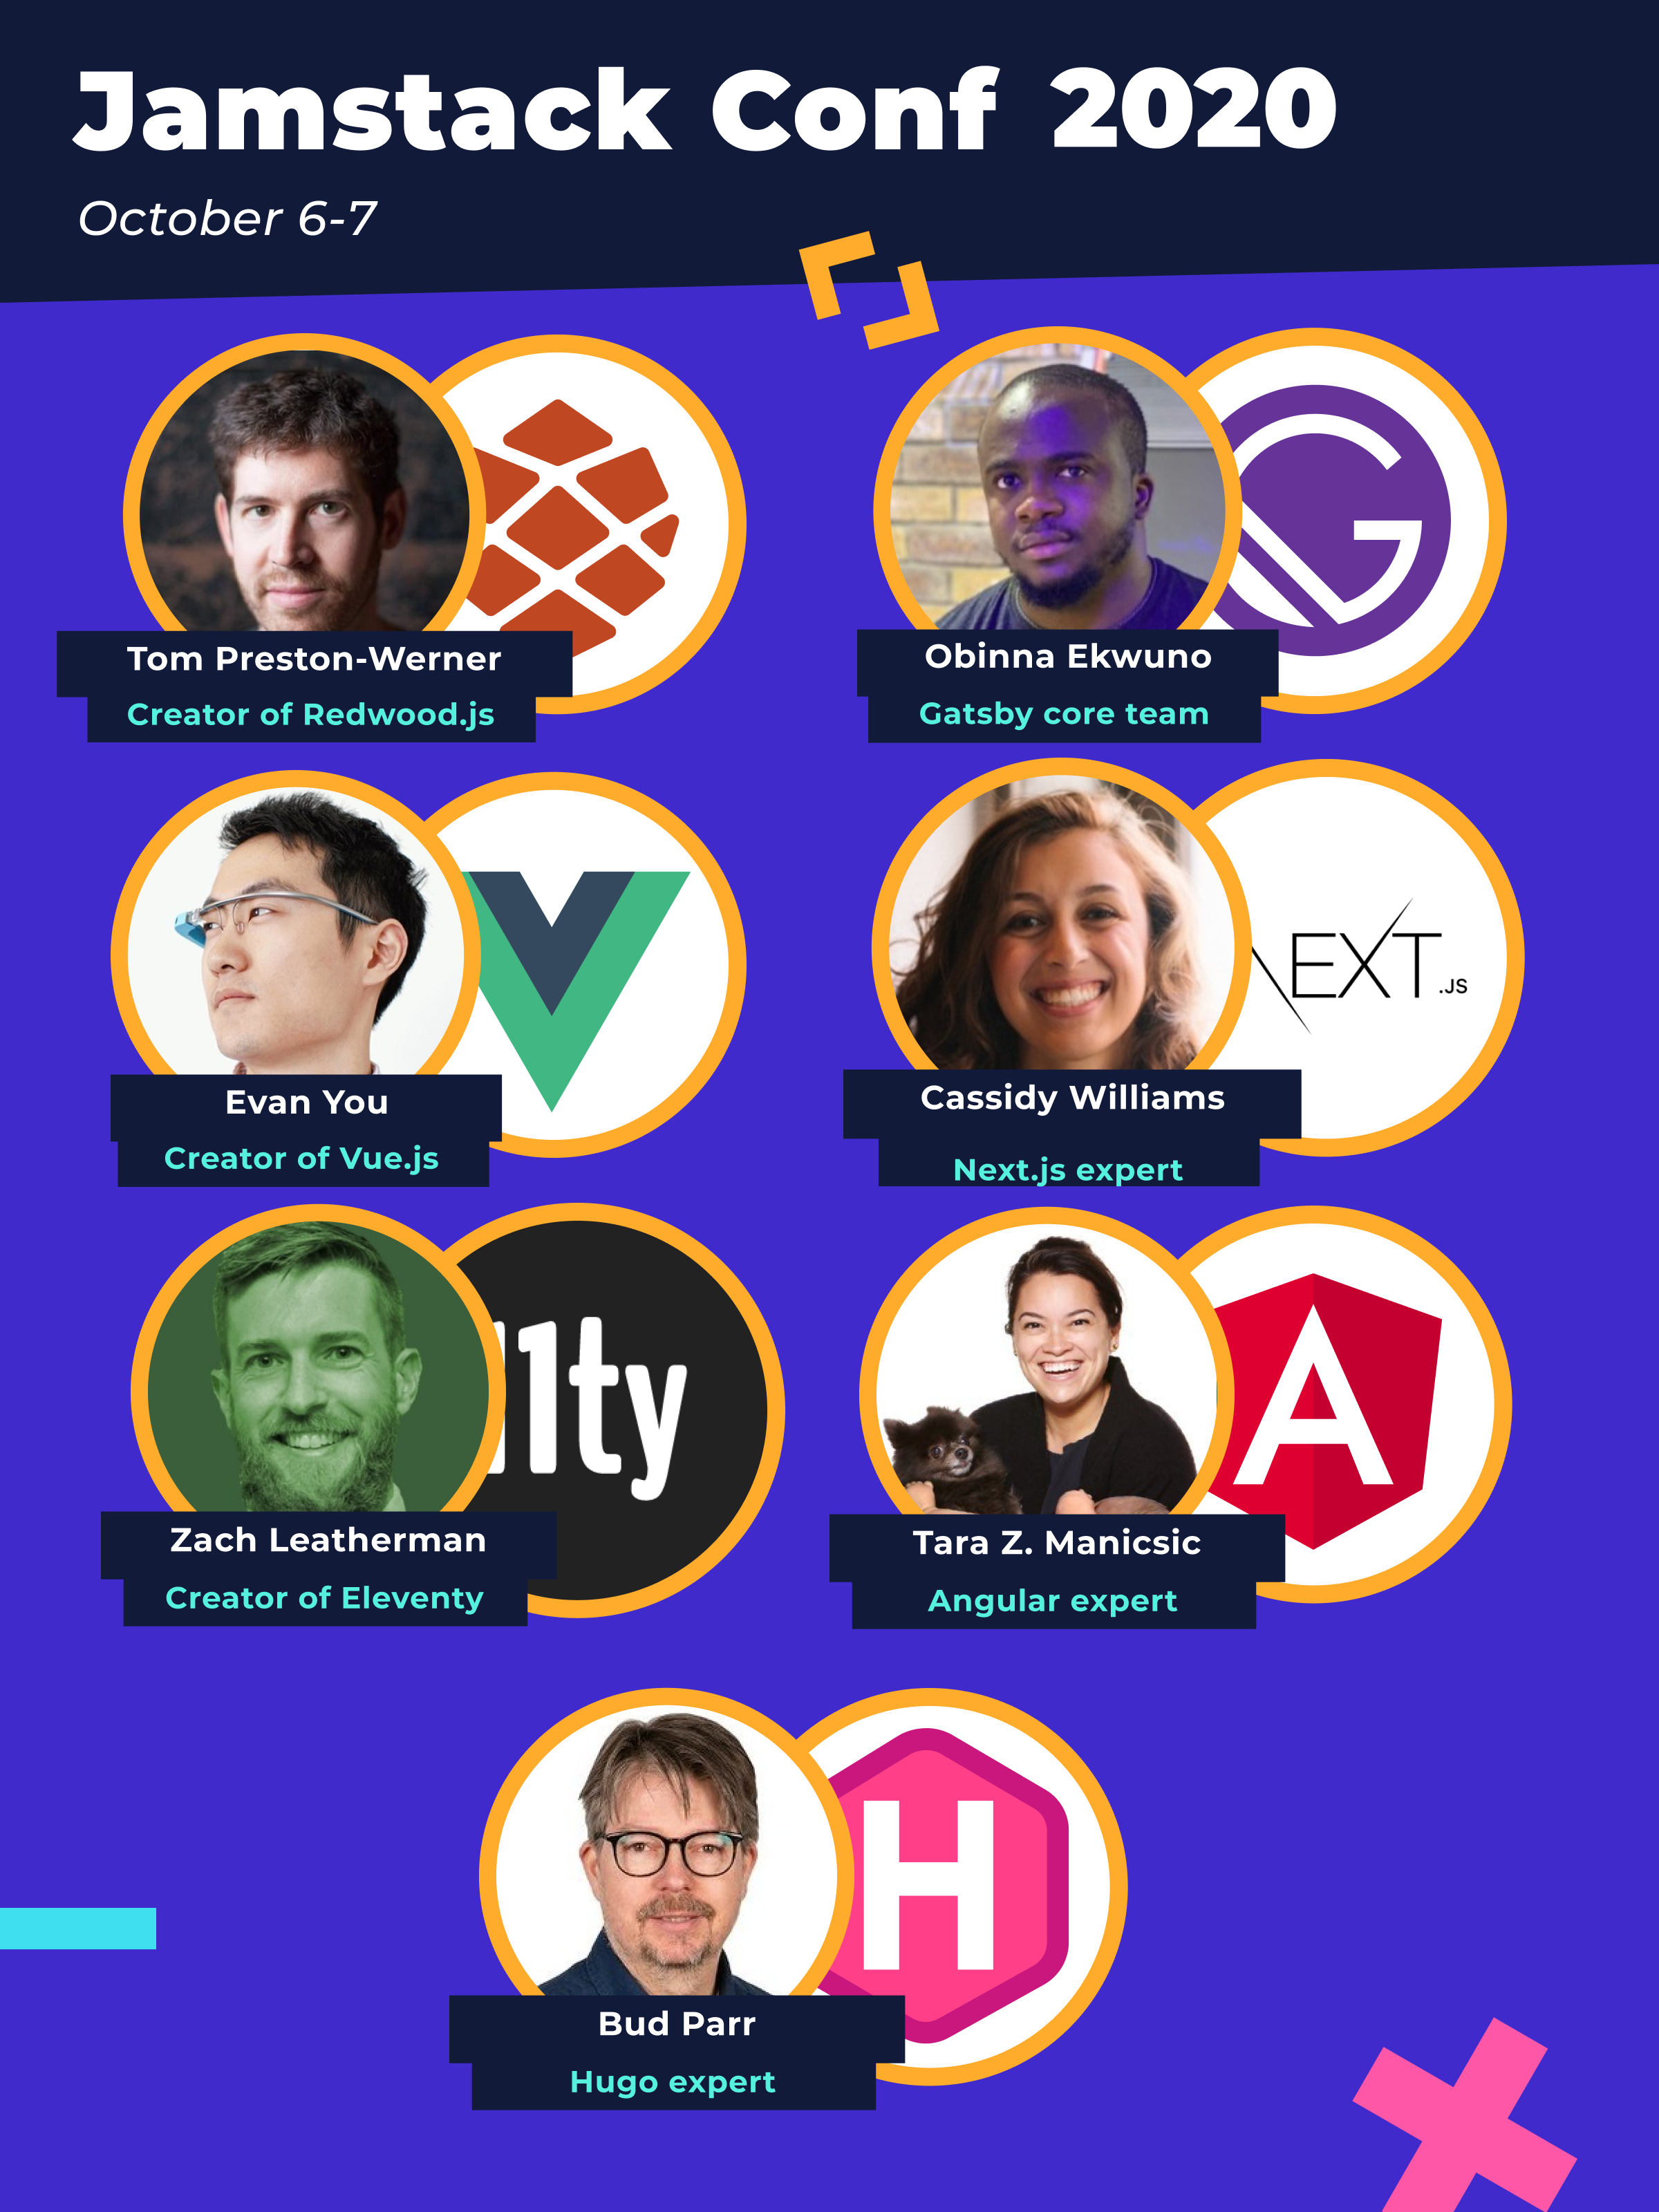 Jamstack Conf 2020
October 6-7
Tom Preston-Werner
Creator of Redwood.js
Obinna Ekwuno
Gatsby core team
Evan You
Creator of Vue.js
EXT.JS
Cassidy Williams
Next.js expert
11ty
Zach Leatherman
Creator of Eleventy
A
Tara Z. Manicsic
Angular expert
H
Bud Parr
Hugo expert